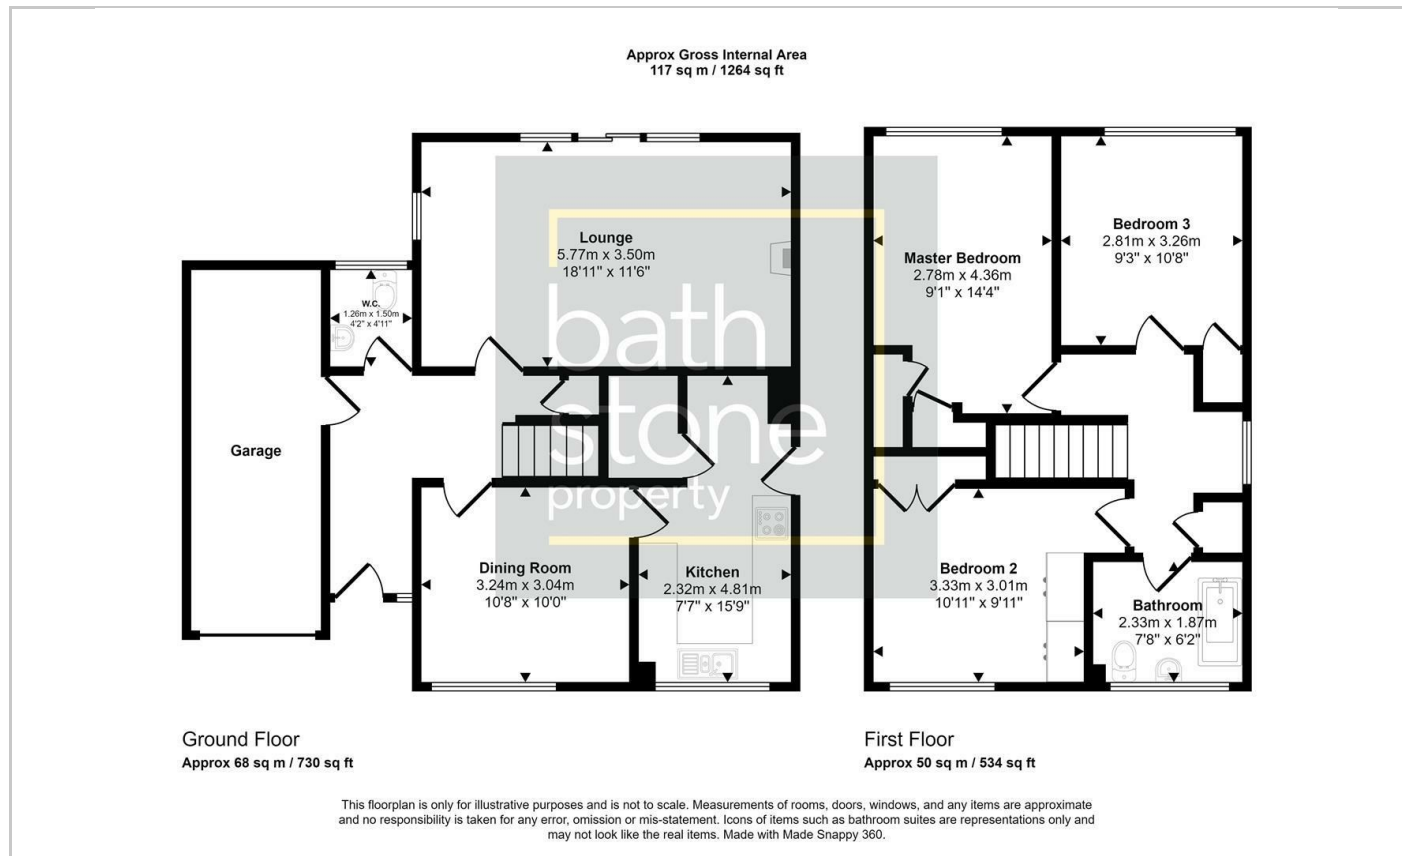 Approx Gross Internal Area
117 sq m / 1264 sq ft
Lounge
5.77m x 3.50m
18'11" x 11'6"
W.C.
1.26m x 1.50m
4'2" x 4'11"
Garage
Dining Room
3.24m x 3.04m
10'8" x 10'0"
Kitchen
2.32m x 4.81m
7'7" x 15'9"
Master Bedroom
2.78m x 4.36m
9'1" x 14'4"
Bedroom 3
2.81m x 3.26m
9'3" x 10'8"
Bedroom 2
3.33m x 3.01m
10'11" x 9'11"
Bathroom
2.33m x 1.87m
7'8" x 6'2"
bath
stone
property
Ground Floor
Approx 68 sq m / 730 sq ft
First Floor
Approx 50 sq m / 534 sq ft
This floorplan is only for illustrative purposes and is not to scale. Measurements of rooms, doors, windows, and any items are approximate
and no responsibility is taken for any error, omission or mis-statement. Icons of items such as bathroom suites are representations only and
may not look like the real items. Made with Made Snappy 360.